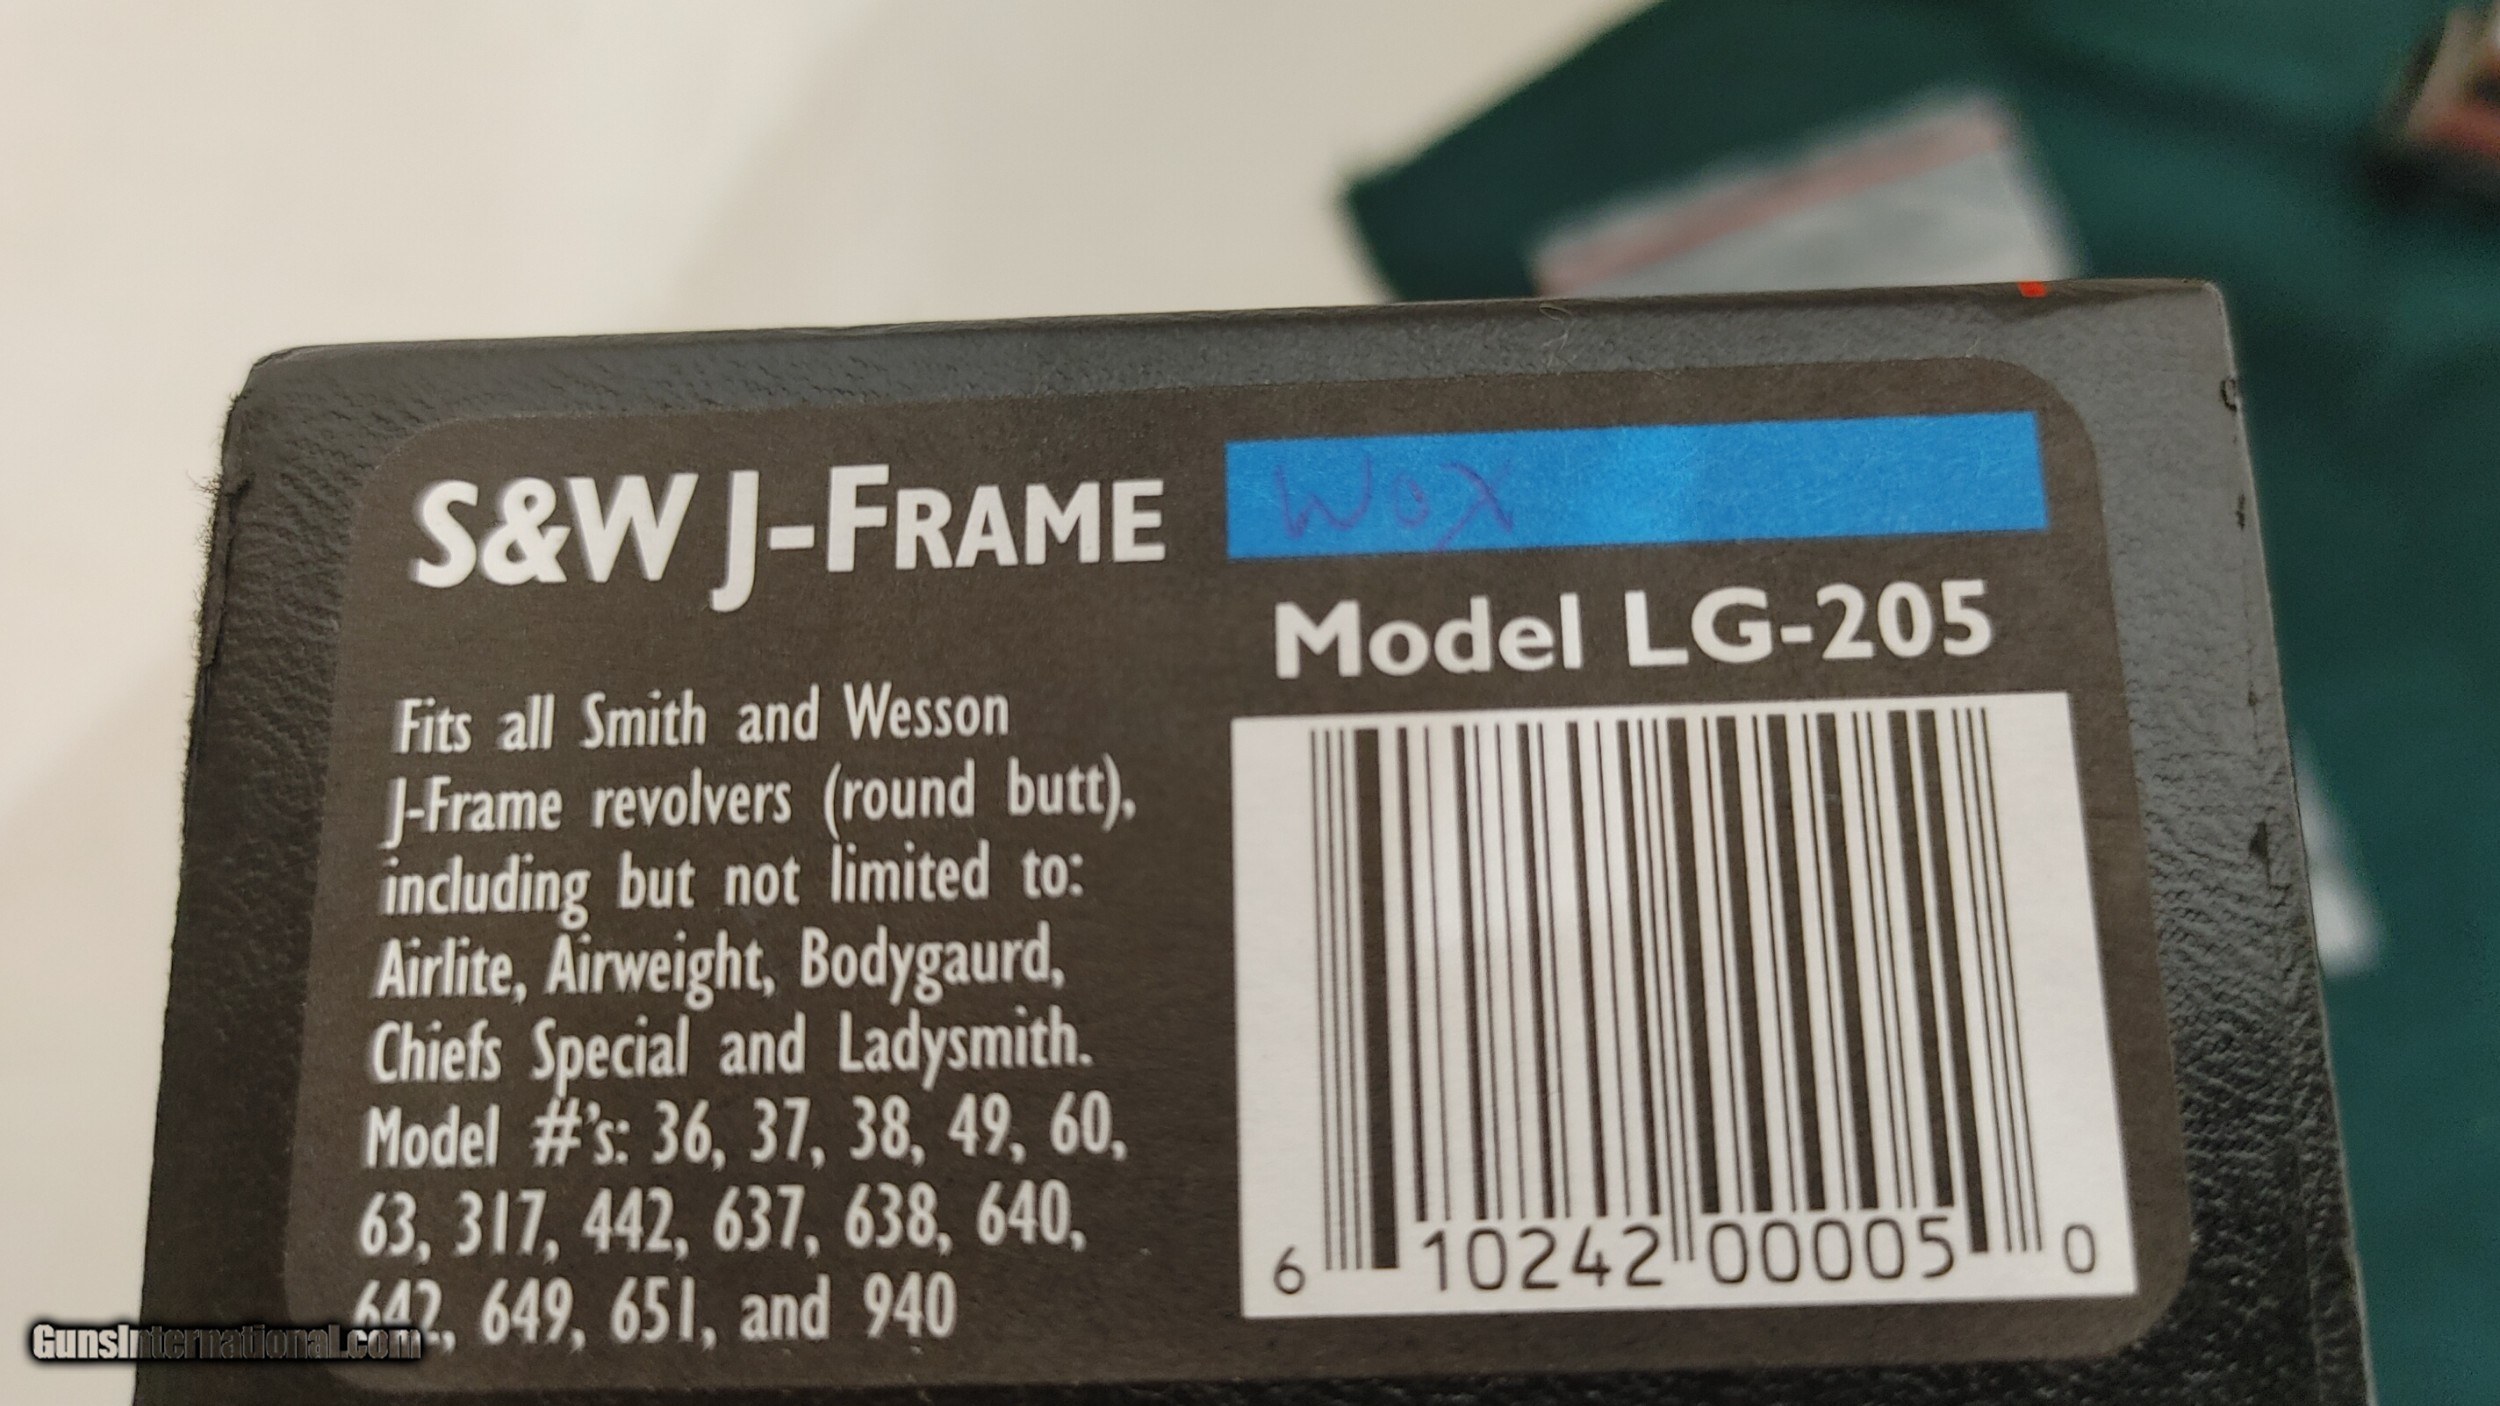 S&W J-FRAME
WOX
Model LG-205
Fits all Smith and Wesson
J-Frame revolvers (round butt),
including but not limited to:
Airlite, Airweight, Bodygaurd,
Chiefs Special and Ladysmith.
Model #'s: 36, 37, 38, 49, 60,
63, 317, 442, 637, 638, 640,
642, 649, 651, and 940
6 10242 00005 0
GunsInternational.com